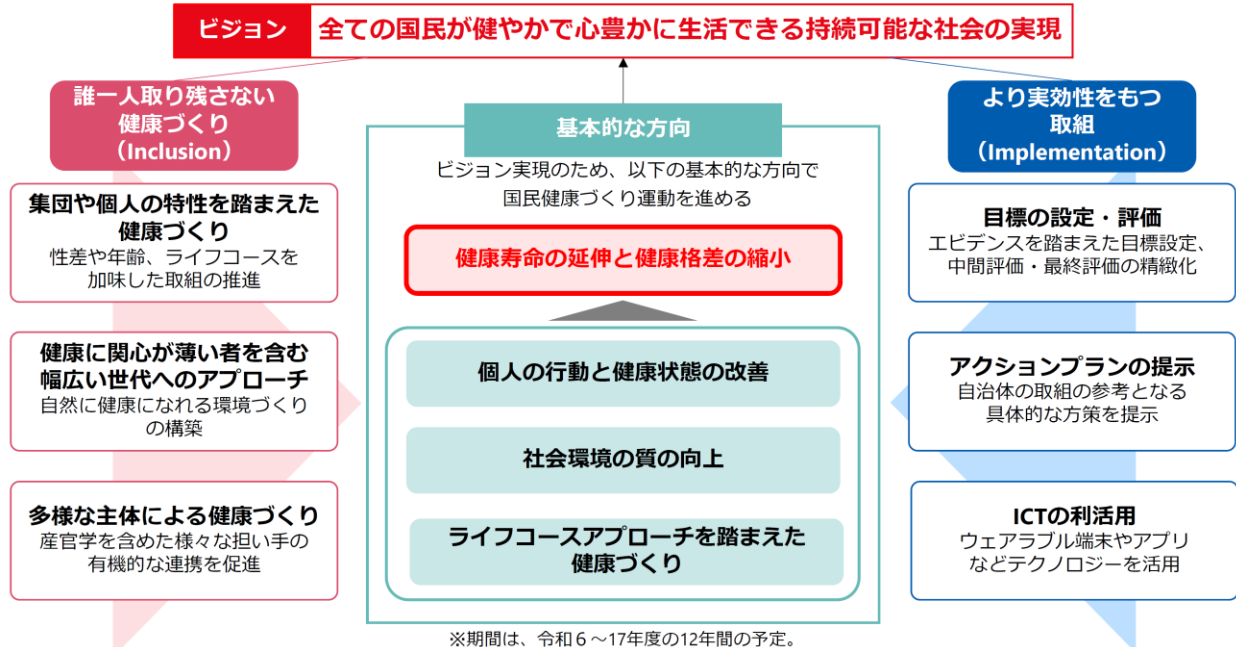 ビジョン 全ての国民が健やかで心豊かに生活できる持続可能な社会の実現
誰一人取り残さない
健康づくり
（Inclusion）
集団や個人の特性を踏まえた
健康づくり
性差や年齢、ライフコースを
加味した取組の推進
健康に関心が薄い者を含む
幅広い世代へのアプローチ
自然に健康になれる環境づくり
の構築
多様な主体による健康づくり
産官学を含めた様々な担い手の
有機的な連携を促進
基本的な方向
ビジョン実現のため、以下の基本的な方向で
国民健康づくり運動を進める
健康寿命の延伸と健康格差の縮小
個人の行動と健康状態の改善
社会環境の質の向上
ライフコースアプローチを踏まえた
健康づくり
※期間は、令和６～17年度の12年間の予定。
より実効性をもつ
取組
（Implementation）
目標の設定・評価
エビデンスを踏まえた目標設定、
中間評価・最終評価の精緻化
アクションプランの提示
自治体の取組の参考となる
具体的な方策を提示
ICTの利活用
ウェアラブル端末やアプリ
などテクノロジーを活用